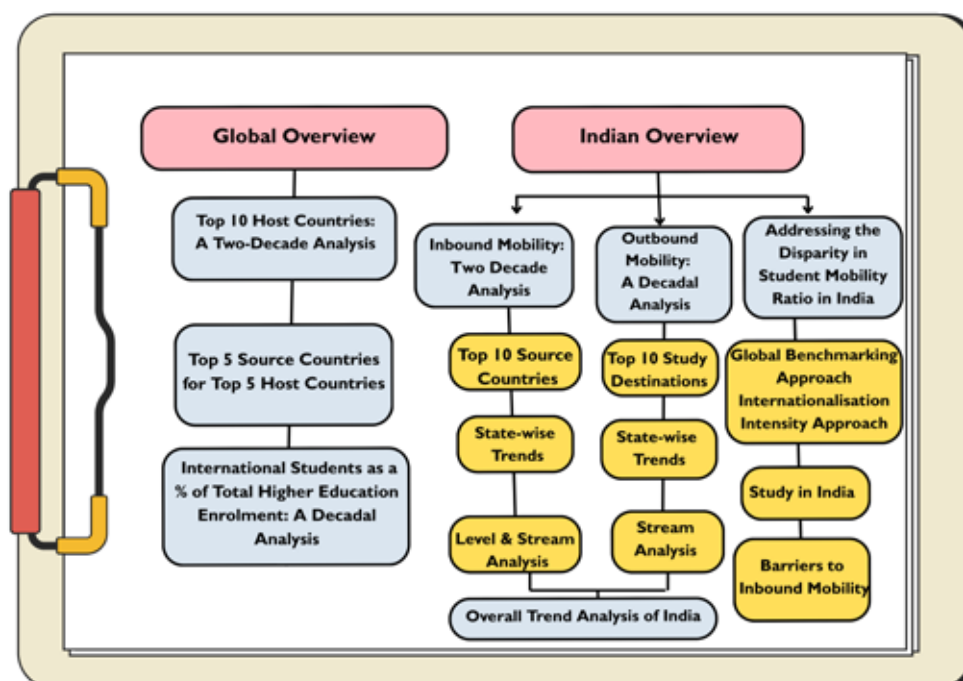 Global Overview
Top 10 Host Countries:
A Two-Decade Analysis
Top 5 Source Countries
for Top 5 Host Countries
International Students as a
% of Total Higher Education
Enrolment: A Decadal
Analysis
Indian Overview
Inbound Mobility:
Two Decade
Analysis
Top 10 Source
Countries
State-wise
Trends
Level & Stream
Analysis
Outbound
Mobility:
A Decadal
Analysis
Top 10 Study
Destinations
State-wise
Trends
Stream
Analysis
Overall Trend Analysis of India
Addressing the
Disparity in
Student Mobility
Ratio in India
Global Benchmarking
Approach
Internationalisation
Intensity Approach
Study in India
Barriers to
Inbound Mobility